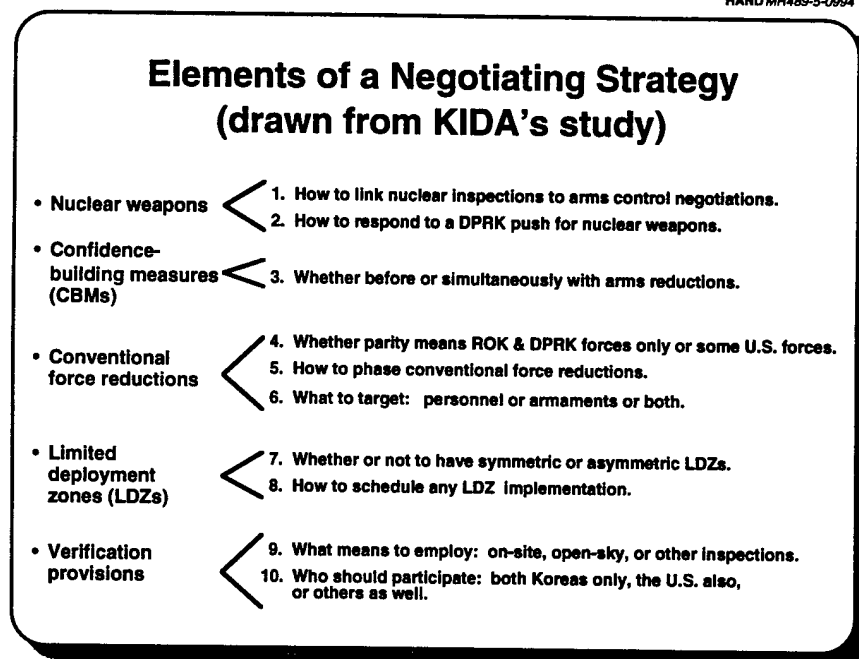 RAND MR489-5-0994
Elements of a Negotiating Strategy
(drawn from KIDA's study)
• Nuclear weapons
1. How to link nuclear inspections to arms control negotiations.
2. How to respond to a DPRK push for nuclear weapons.
• Confidence-
building measures
(CBMs)
3. Whether before or simultaneously with arms reductions.
• Conventional
force reductions
4. Whether parity means ROK & DPRK forces only or some U.S. forces.
5. How to phase conventional force reductions.
6. What to target: personnel or armaments or both.
• Limited
deployment
zones (LDZs)
7. Whether or not to have symmetric or asymmetric LDZs.
8. How to schedule any LDZ implementation.
• Verification
provisions
9. What means to employ: on-site, open-sky, or other inspections.
10. Who should participate: both Koreas only, the U.S. also,
or others as well.